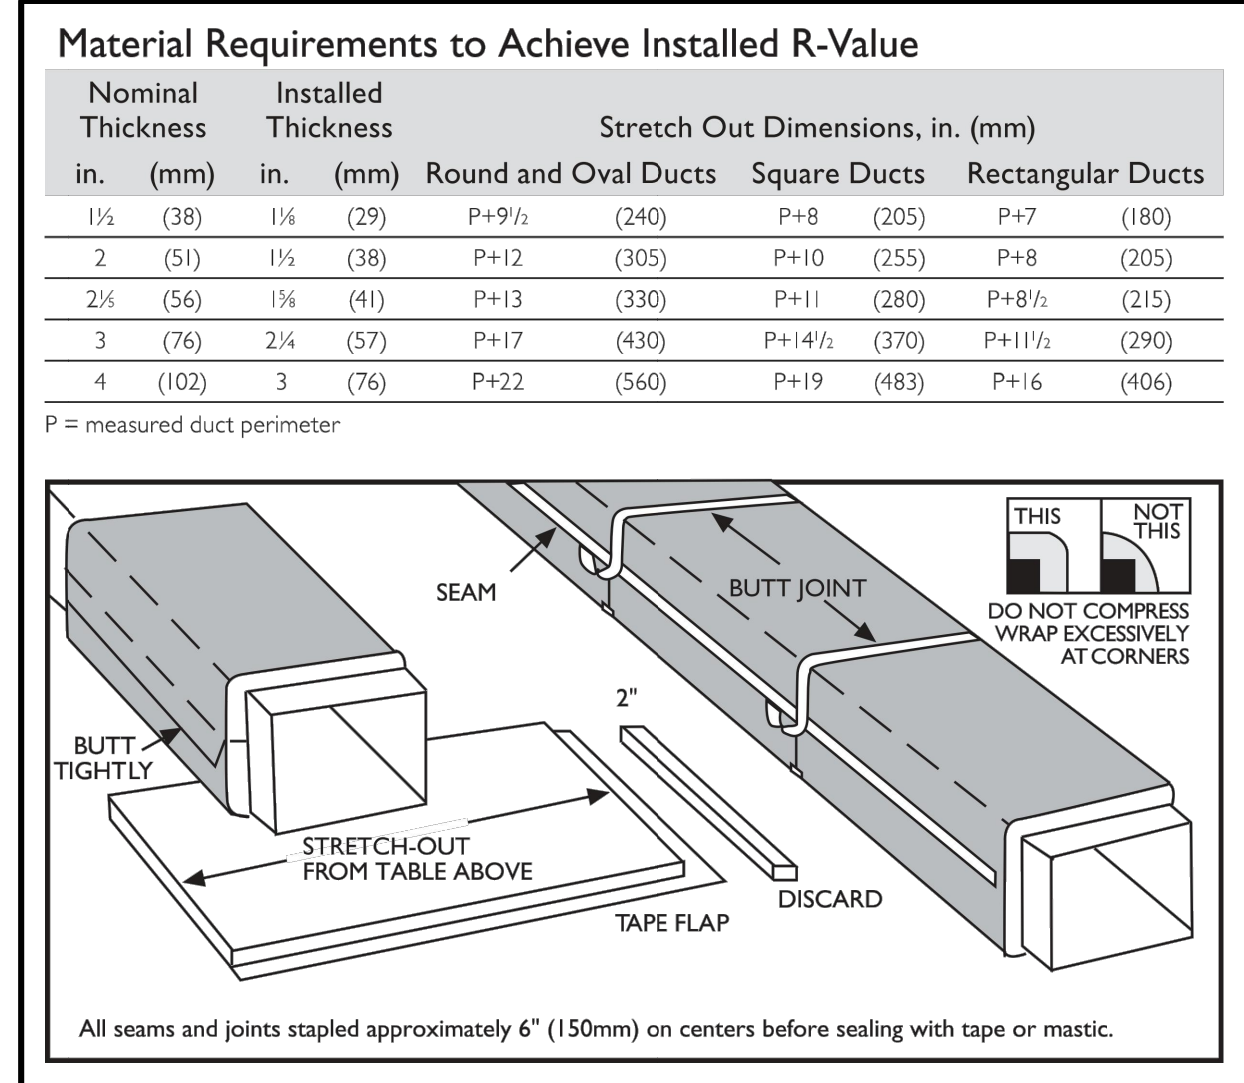 Material Requirements to Achieve Installed R-Value
Nominal Installed
Thickness Thickness Stretch Out Dimensions, in. (mm)
in. (mm) in. (mm) Round and Oval Ducts Square Ducts Rectangular Ducts
1½ (38) 1⅛ (29) P+9¹/₂ (240) P+8 (205) P+7 (180)
2 (51) 1½ (38) P+12 (305) P+10 (255) P+8 (205)
2⅕ (56) 1⅝ (41) P+13 (330) P+11 (280) P+8¹/₂ (215)
3 (76) 2¼ (57) P+17 (430) P+14¹/₂ (370) P+11¹/₂ (290)
4 (102) 3 (76) P+22 (560) P+19 (483) P+16 (406)
P = measured duct perimeter
THIS
NOT
THIS
SEAM
BUTT JOINT
DO NOT COMPRESS
WRAP EXCESSIVELY
AT CORNERS
2"
BUTT
TIGHTLY
STRETCH-OUT
FROM TABLE ABOVE
DISCARD
TAPE FLAP
All seams and joints stapled approximately 6" (150mm) on centers before sealing with tape or mastic.